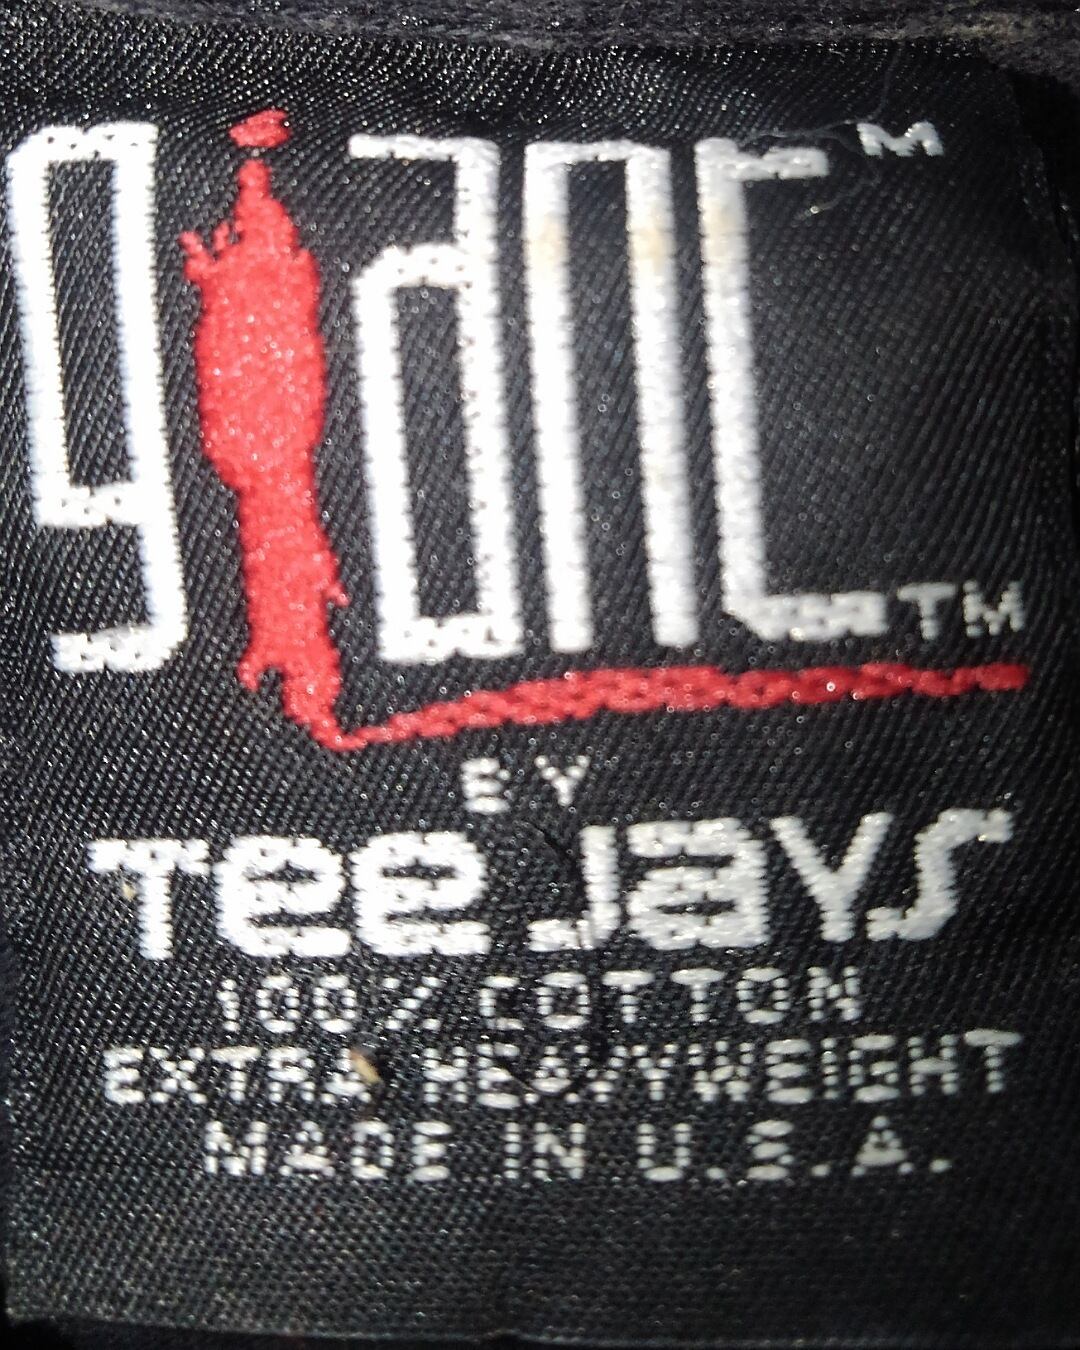 giant™
™
BY
Tee Jays
100% COTTON
EXTRA HEAVYWEIGHT
MADE IN U.S.A.